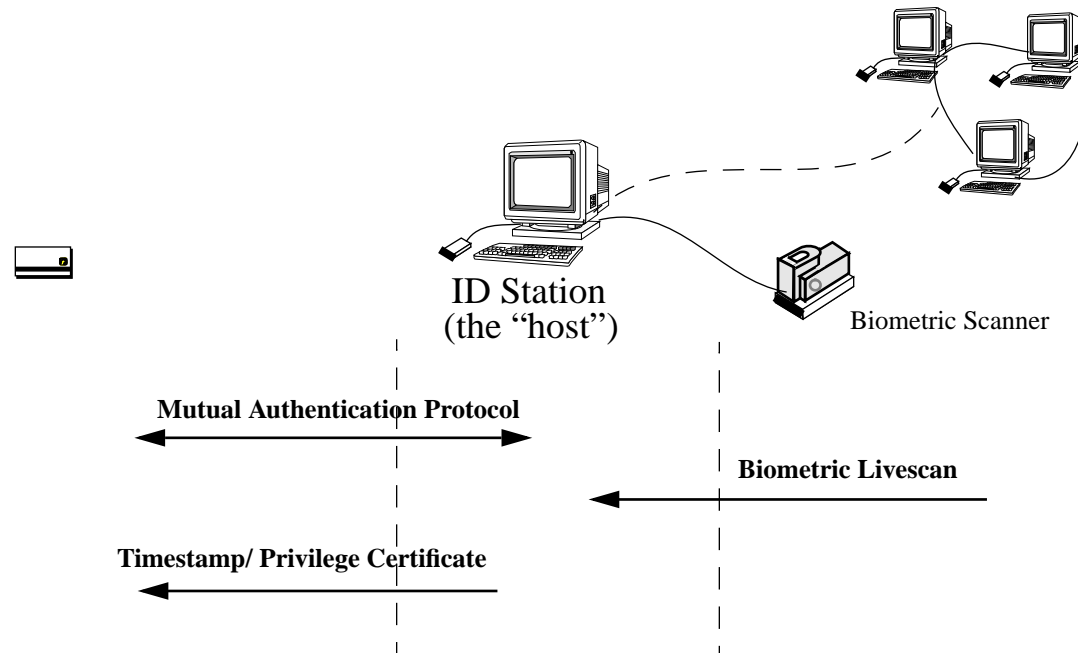 ID Station
(the “host”)
Biometric Scanner
Mutual Authentication Protocol
Biometric Livescan
Timestamp/ Privilege Certificate